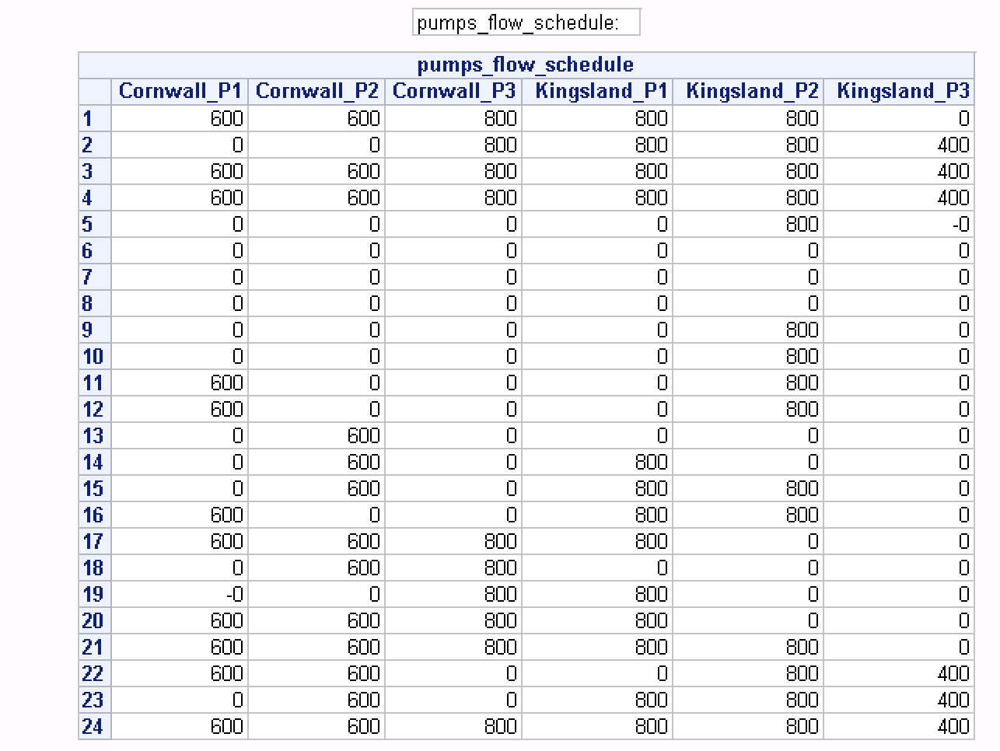 pumps_flow_schedule:
pumps_flow_schedule
Cornwall_P1 Cornwall_P2 Cornwall_P3 Kingsland_P1 Kingsland_P2 Kingsland_P3
1 600 600 800 800 800 0
2 0 0 800 800 800 400
3 600 600 800 800 800 400
4 600 600 800 800 800 400
5 0 0 0 0 800 -0
6 0 0 0 0 0 0
7 0 0 0 0 0 0
8 0 0 0 0 0 0
9 0 0 0 0 800 0
10 0 0 0 0 800 0
11 600 0 0 0 800 0
12 600 0 0 0 800 0
13 0 600 0 0 0 0
14 0 600 0 800 0 0
15 0 600 0 800 800 0
16 600 0 0 800 800 0
17 600 600 800 800 0 0
18 0 600 800 0 0 0
19 -0 0 800 800 0 0
20 600 600 800 800 0 0
21 600 600 800 800 800 0
22 600 600 0 0 800 400
23 0 600 0 800 800 400
24 600 600 800 800 800 400